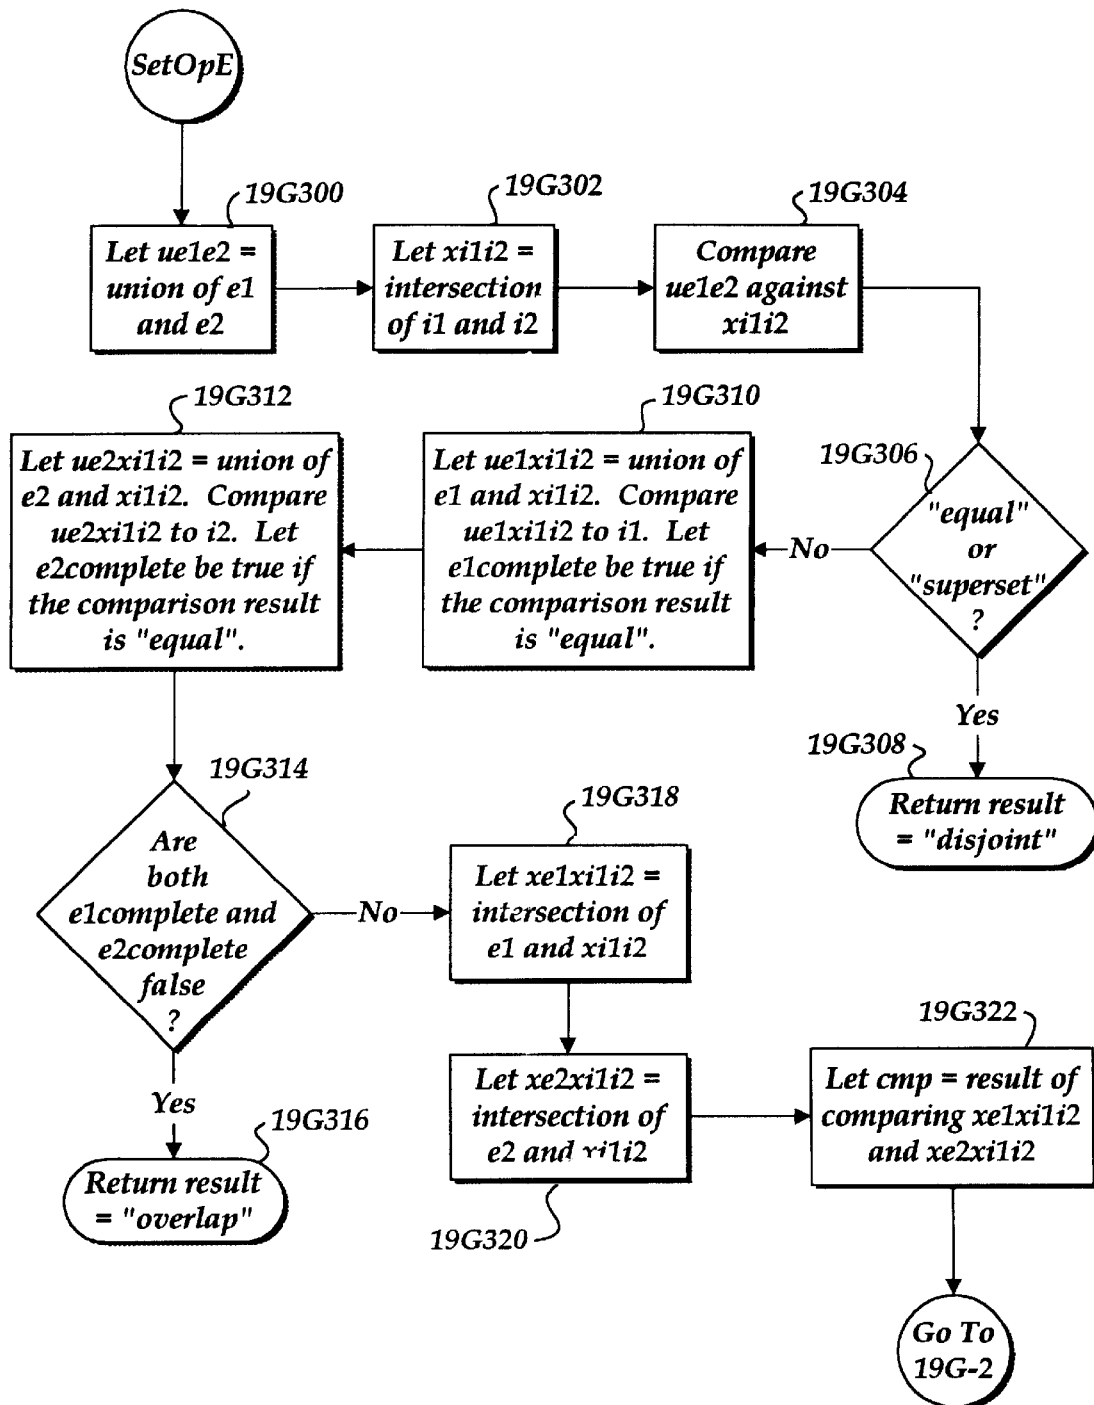 SetOpE
19G300
Let ue1e2 =
union of e1
and e2
19G302
Let xi1i2 =
intersection
of i1 and i2
19G304
Compare
ue1e2 against
xi1i2
19G306
"equal"
or
"superset"
?
No
Yes
19G308
Return result
= "disjoint"
19G310
Let ue1xi1i2 = union of
e1 and xi1i2. Compare
ue1xi1i2 to i1. Let
e1complete be true if
the comparison result
is "equal".
19G312
Let ue2xi1i2 = union of
e2 and xi1i2. Compare
ue2xi1i2 to i2. Let
e2complete be true if
the comparison result
is "equal".
19G314
Are
both
e1complete and
e2complete
false
?
No
Yes
19G316
Return result
= "overlap"
19G318
Let xe1xi1i2 =
intersection of
e1 and xi1i2
Let xe2xi1i2 =
intersection of
e2 and xi1i2
19G320
19G322
Let cmp = result of
comparing xe1xi1i2
and xe2xi1i2
Go To
19G-2